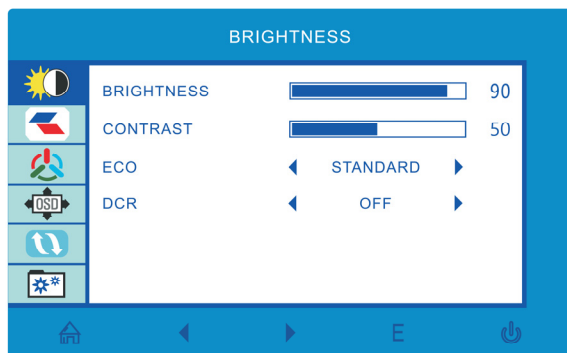 BRIGHTNESS
BRIGHTNESS 90
CONTRAST 50
ECO STANDARD
DCR OFF
OSD
E